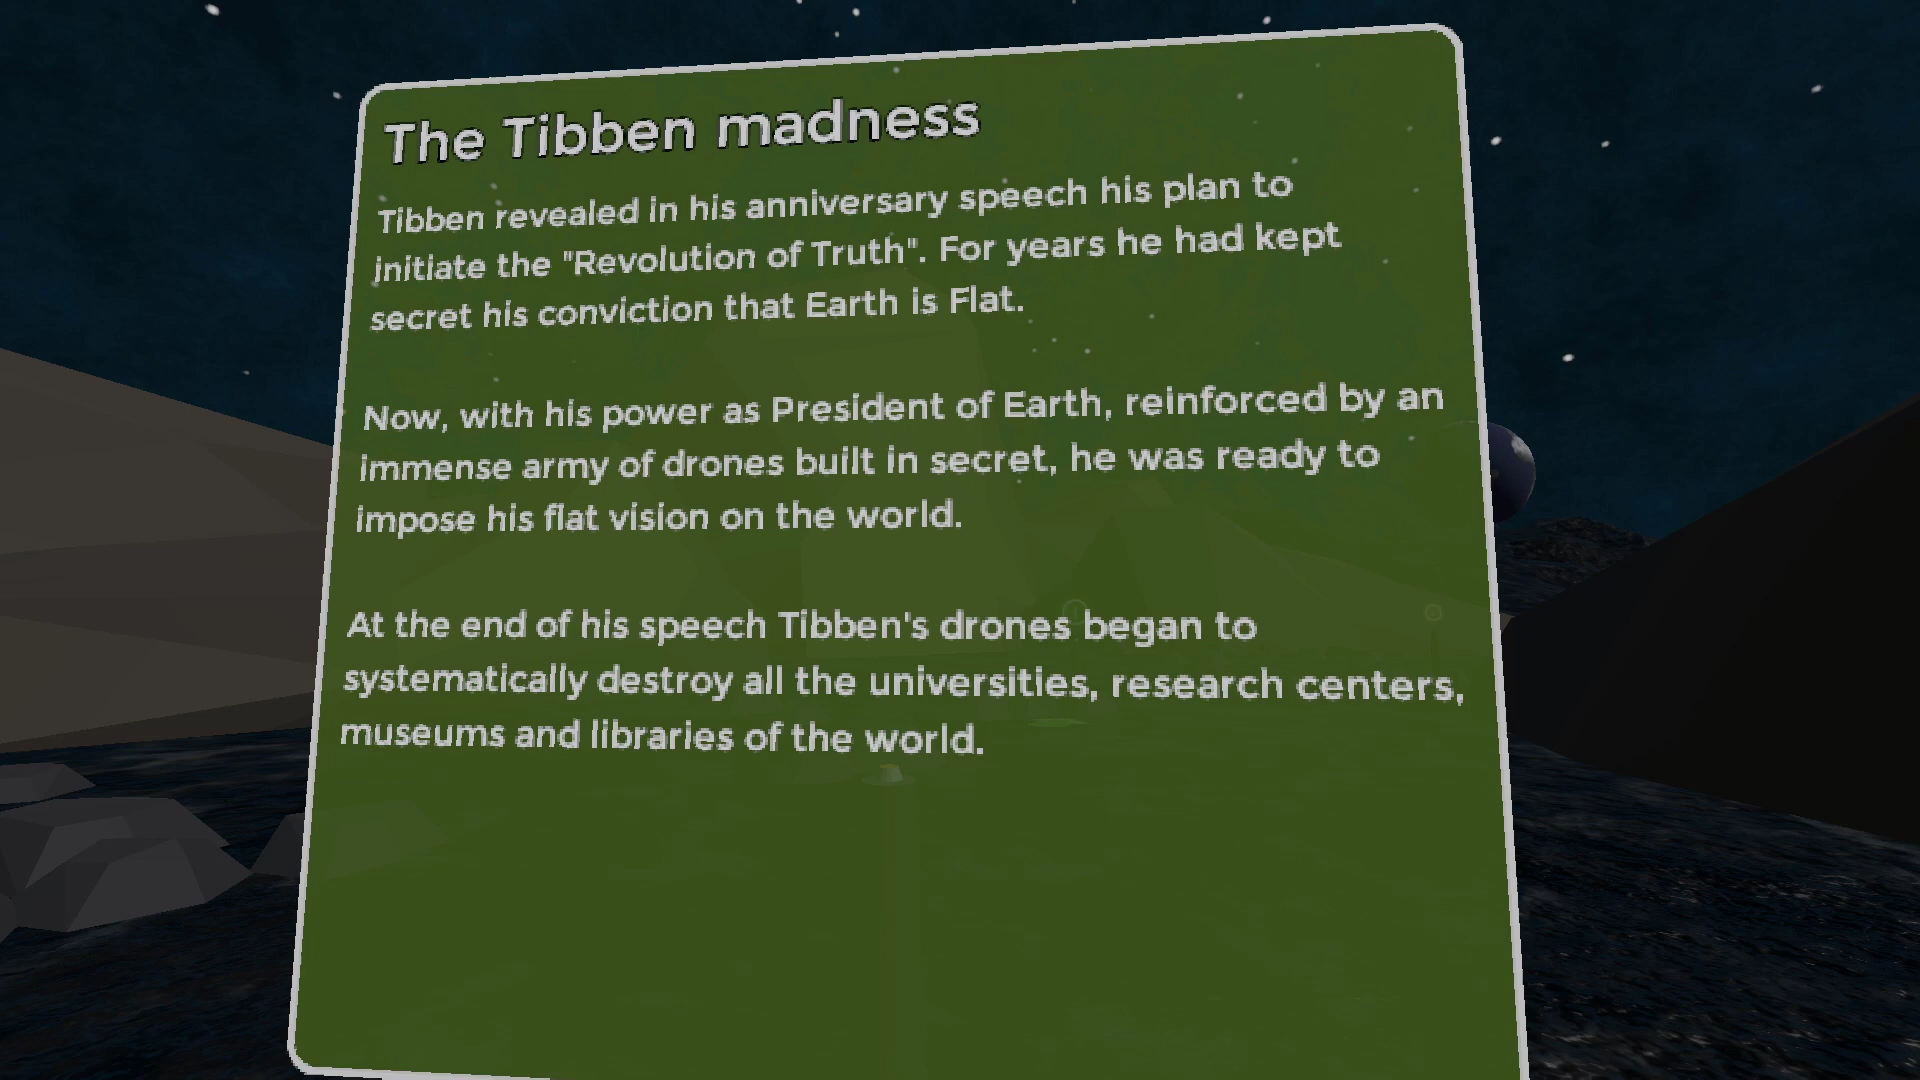 The Tibben madness
Tibben revealed in his anniversary speech his plan to
initiate the "Revolution of Truth". For years he had kept
secret his conviction that Earth is Flat.
Now, with his power as President of Earth, reinforced by an
immense army of drones built in secret, he was ready to
impose his flat vision on the world.
At the end of his speech Tibben's drones began to
systematically destroy all the universities, research centers,
museums and libraries of the world.